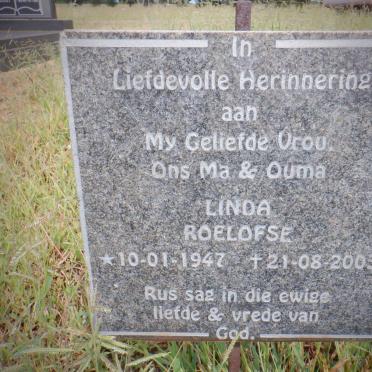 In
Liefdevolle Herinnering
aan
My Geliefde Vrou,
Ons Ma & Ouma
LINDA
ROELOFSE
*10-01-1947 †21-08-2003
Rus sag in die ewige
liefde & vrede van
God.